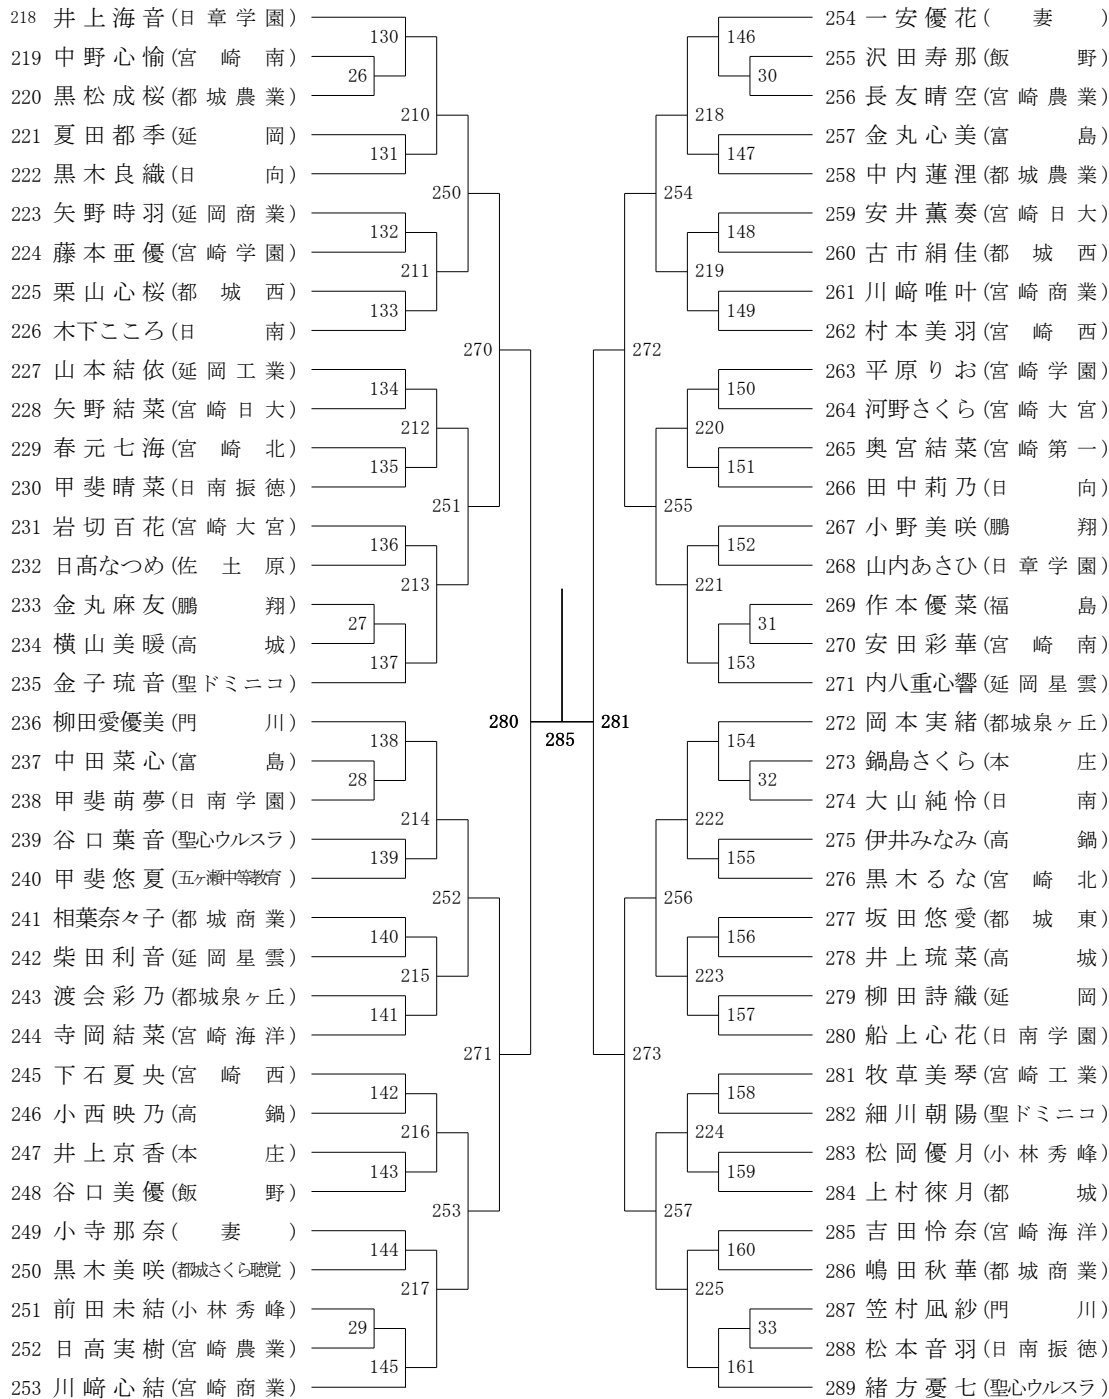 218 井上海音(日章学園)
219 中野心愉(宮崎南)
220 黒松成桜(都城農業)
221 夏田都季(延岡)
222 黒木良織(日向)
223 矢野時羽(延岡商業)
224 藤本亜優(宮崎学園)
225 栗山心桜(都城西)
226 木下こころ(日南)
227 山本結依(延岡工業)
228 矢野結菜(宮崎日大)
229 春元七海(宮崎北)
230 甲斐晴菜(日南振徳)
231 岩切百花(宮崎大宮)
232 日髙なつめ(佐土原)
233 金丸麻友(鵬翔)
234 横山美暖(高城)
235 金子琉音(聖ドミニコ)
236 柳田愛優美(門川)
237 中田菜心(富島)
238 甲斐萌夢(日南学園)
239 谷口葉音(聖心ウルスラ)
240 甲斐悠夏(五ヶ瀬中等教育)
241 相葉奈々子(都城商業)
242 柴田利音(延岡星雲)
243 渡会彩乃(都城泉ヶ丘)
244 寺岡結菜(宮崎海洋)
245 下石夏央(宮崎西)
246 小西映乃(高鍋)
247 井上京香(本庄)
248 谷口美優(飯野)
249 小寺那奈(妻)
250 黒木美咲(都城さくら聴覚)
251 前田未結(小林秀峰)
252 日高実樹(宮崎農業)
253 川﨑心結(宮崎商業)
130
26
210
131
250
132
211
133
270
134
212
135
251
136
213
27
137
280
138
28
214
139
252
140
215
141
271
142
216
143
253
144
217
29
145
285
281
146
30
218
147
254
148
219
149
272
150
220
151
255
152
221
31
153
154
32
222
155
256
156
223
157
273
158
224
159
257
160
225
33
161
254 一安優花(妻)
255 沢田寿那(飯野)
256 長友晴空(宮崎農業)
257 金丸心美(富島)
258 中内蓮浬(都城農業)
259 安井薫奏(宮崎日大)
260 古市絹佳(都城西)
261 川﨑唯叶(宮崎商業)
262 村本美羽(宮崎西)
263 平原りお(宮崎学園)
264 河野さくら(宮崎大宮)
265 奥宮結菜(宮崎第一)
266 田中莉乃(日向)
267 小野美咲(鵬翔)
268 山内あさひ(日章学園)
269 作本優菜(福島)
270 安田彩華(宮崎南)
271 内八重心響(延岡星雲)
272 岡本実緒(都城泉ヶ丘)
273 鍋島さくら(本庄)
274 大山純怜(日南)
275 伊井みなみ(高鍋)
276 黒木るな(宮崎北)
277 坂田悠愛(都城東)
278 井上琉菜(高城)
279 柳田詩織(延岡)
280 船上心花(日南学園)
281 牧草美琴(宮崎工業)
282 細川朝陽(聖ドミニコ)
283 松岡優月(小林秀峰)
284 上村徠月(都城)
285 吉田怜奈(宮崎海洋)
286 嶋田秋華(都城商業)
287 笠村凪紗(門川)
288 松本音羽(日南振徳)
289 緒方憂七(聖心ウルスラ)